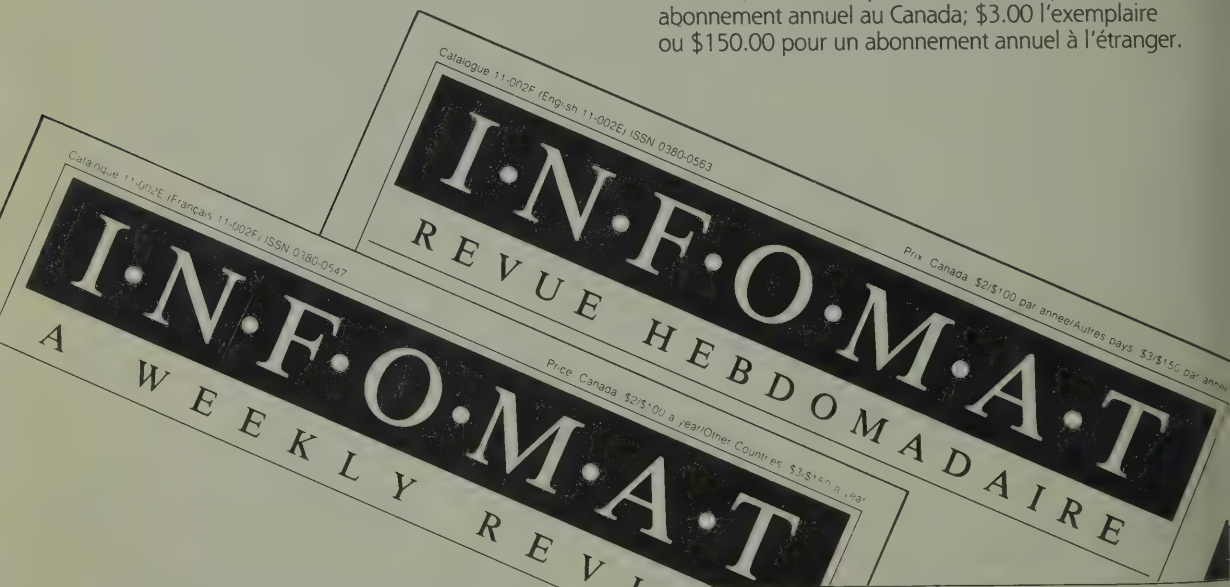 abonnement annuel au Canada; $3.00 l'exemplaire
ou $150.00 pour un abonnement annuel à l'étranger.
Catalogue 11-002F (English 11-002E) ISSN 0380-0563
I·N·F·O·M·A·T
Prix Canada $2/$100 par annee/Autres pays $3/$150 par annee
REVUE HEBDOMADAIRE
Catalogue 11-002E (Français 11-002F) ISSN 0380-0547
I·N·F·O·M·A·T
Price Canada $2/$100 a year/Other Countries $3/$150 a year
A WEEKLY REVI